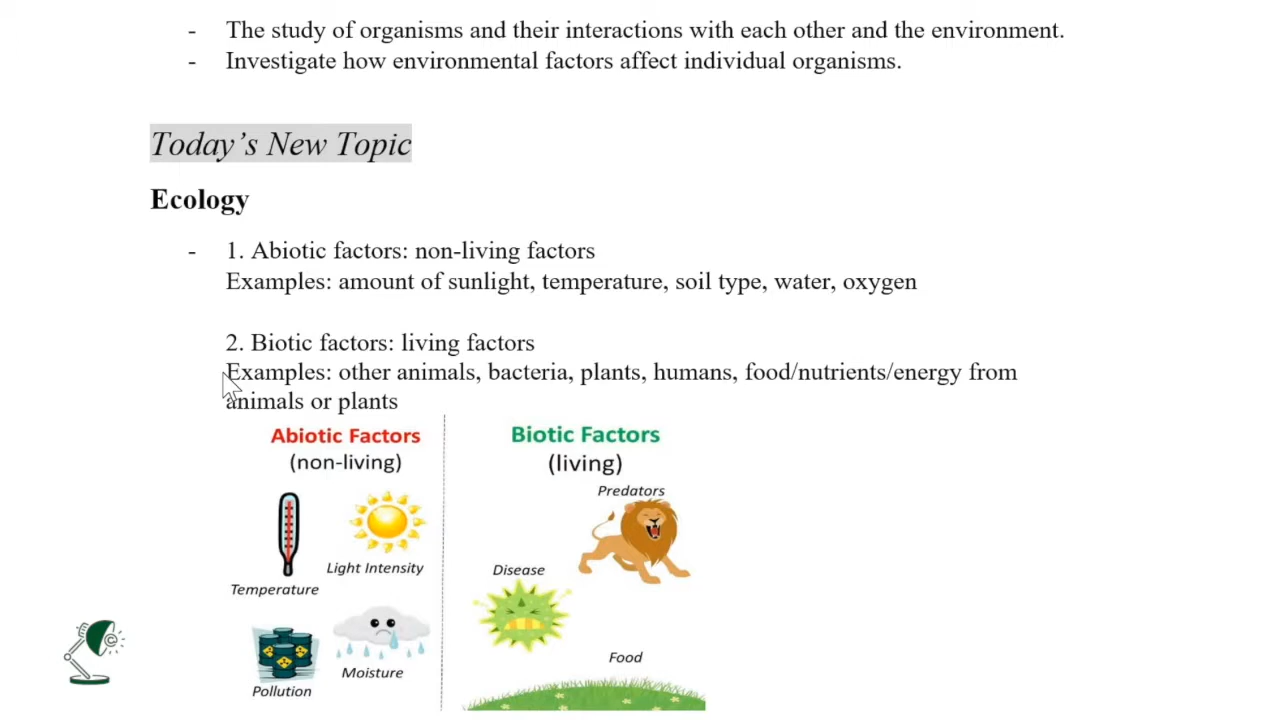 - The study of organisms and their interactions with each other and the environment.
- Investigate how environmental factors affect individual organisms.
Today's New Topic
Ecology
- 1. Abiotic factors: non-living factors
Examples: amount of sunlight, temperature, soil type, water, oxygen
2. Biotic factors: living factors
Examples: other animals, bacteria, plants, humans, food/nutrients/energy from
animals or plants
Abiotic Factors
(non-living)
Temperature
Light Intensity
Pollution
Moisture
Biotic Factors
(living)
Predators
Disease
Food